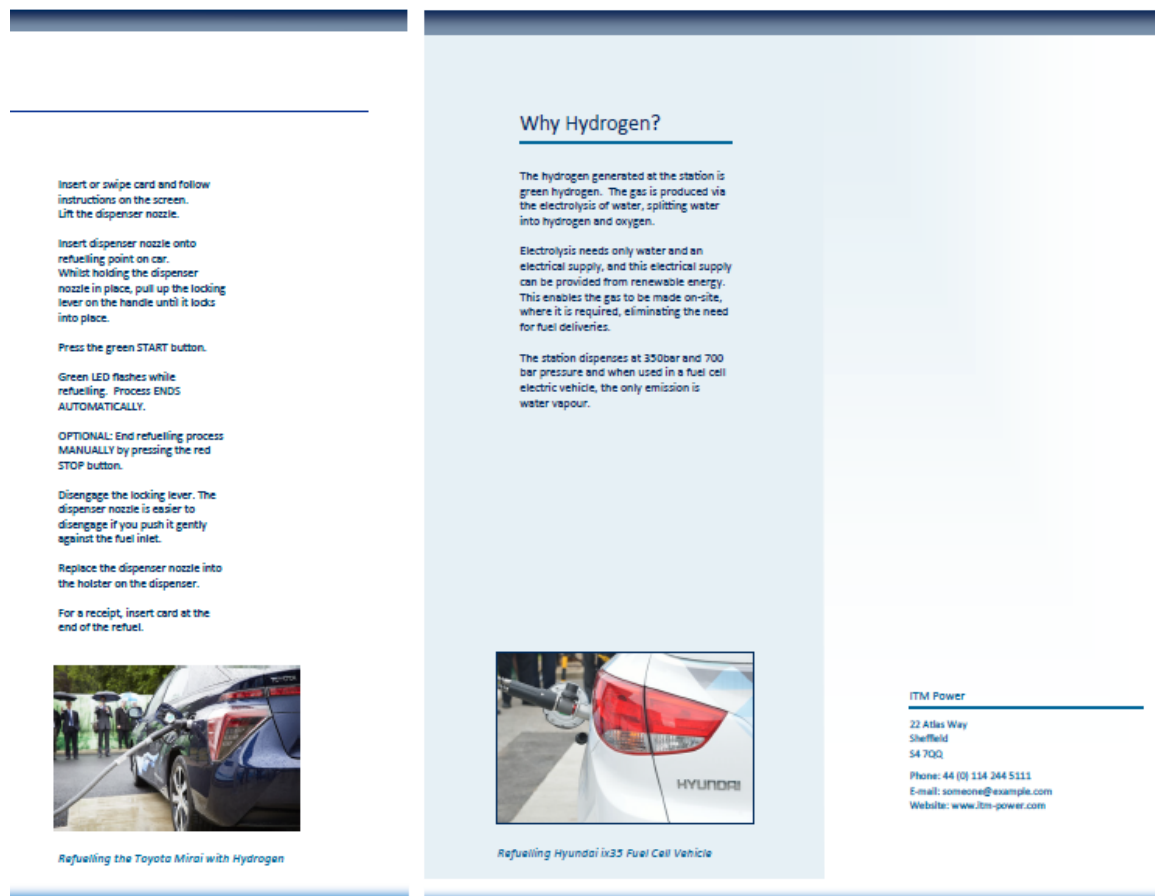 Insert or swipe card and follow
instructions on the screen.
Lift the dispenser nozzle.
Insert dispenser nozzle onto
refuelling point on car.
Whilst holding the dispenser
nozzle in place, pull up the locking
lever on the handle until it locks
into place.
Press the green START button.
Green LED flashes while
refuelling.  Process ENDS
AUTOMATICALLY.
OPTIONAL: End refuelling process
MANUALLY by pressing the red
STOP button.
Disengage the locking lever. The
dispenser nozzle is easier to
disengage if you push it gently
against the fuel inlet.
Replace the dispenser nozzle into
the holster on the dispenser.
For a receipt, insert card at the
end of the refuel.
TOYOTA
Refuelling the Toyota Mirai with Hydrogen
Why Hydrogen?
The hydrogen generated at the station is
green hydrogen.  The gas is produced via
the electrolysis of water, splitting water
into hydrogen and oxygen.
Electrolysis needs only water and an
electrical supply, and this electrical supply
can be provided from renewable energy.
This enables the gas to be made on-site,
where it is required, eliminating the need
for fuel deliveries.
The station dispenses at 350bar and 700
bar pressure and when used in a fuel cell
electric vehicle, the only emission is
water vapour.
HYUNDAI
Refuelling Hyundai ix35 Fuel Cell Vehicle
ITM Power
22 Atlas Way
Sheffield
S4 7QQ
Phone: 44 (0) 114 244 5111
E-mail: someone@example.com
Website: www.itm-power.com